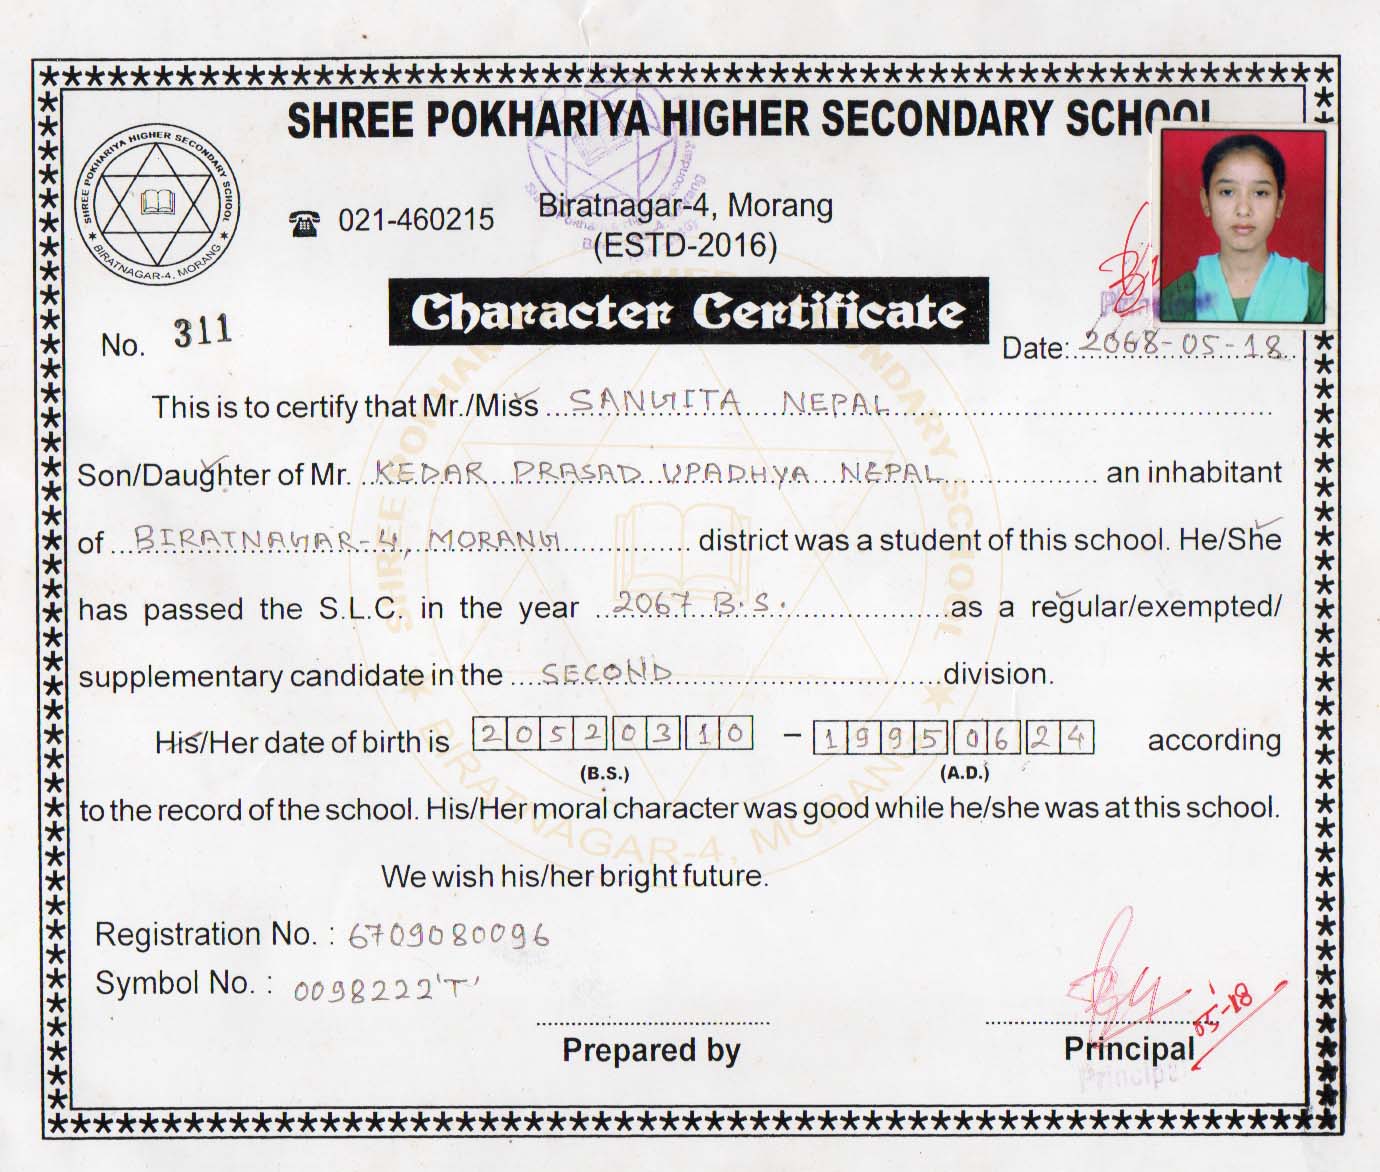 SHREE POKHARIYA HIGHER SECONDARY SCHOOL
SHREE POKHARIYA HIGHER SECONDARY SCHOOL
BIRATNAGAR-4, MORANG
021-460215
Biratnagar-4, Morang
(ESTD-2016)
Character Certificate
No. 311
Date: 2068-05-18
This is to certify that Mr./Miss SANGITA NEPAL
Son/Daughter of Mr. KEDAR PRASAD UPADHYA NEPAL an inhabitant
of BIRATNAGAR-4, MORANG district was a student of this school. He/She
has passed the S.L.C. in the year 2067 B.S. as a regular/exempted/
supplementary candidate in the SECOND division.
His/Her date of birth is 20520310 – 19950624 according
(B.S.) (A.D.)
to the record of the school. His/Her moral character was good while he/she was at this school.
We wish his/her bright future.
Registration No. : 6709080096
Symbol No. : 0098222'T'
05-18
Prepared by
Principal
Principal